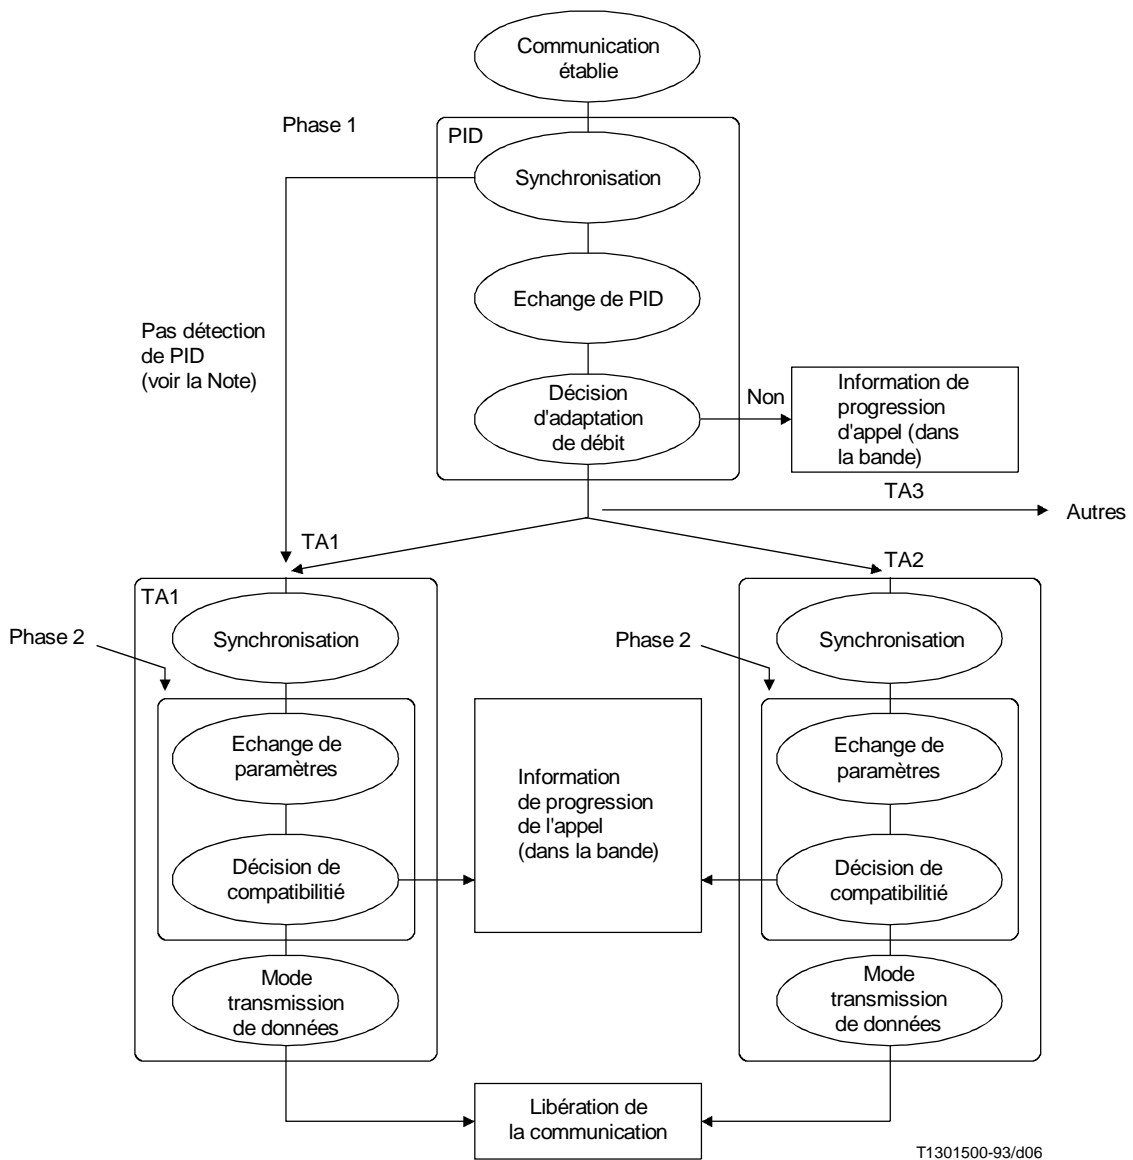 Communication
établie
Phase 1
PID
Synchronisation
Echange de PID
Pas détection
de PID
(voir la Note)
Décision
d'adaptation
de débit
Non
Information de
progression
d'appel (dans
la bande)
TA3
Autres
TA1
TA2
TA1
Phase 2
Synchronisation
Phase 2
Synchronisation
Echange de
paramètres
Information
de progression
de l'appel
(dans la bande)
Echange de
paramètres
Décision de
compatibilitié
Décision de
compatibilitié
Mode
transmission
de données
Mode
transmission
de données
Libération de
la communication
T1301500-93/d06